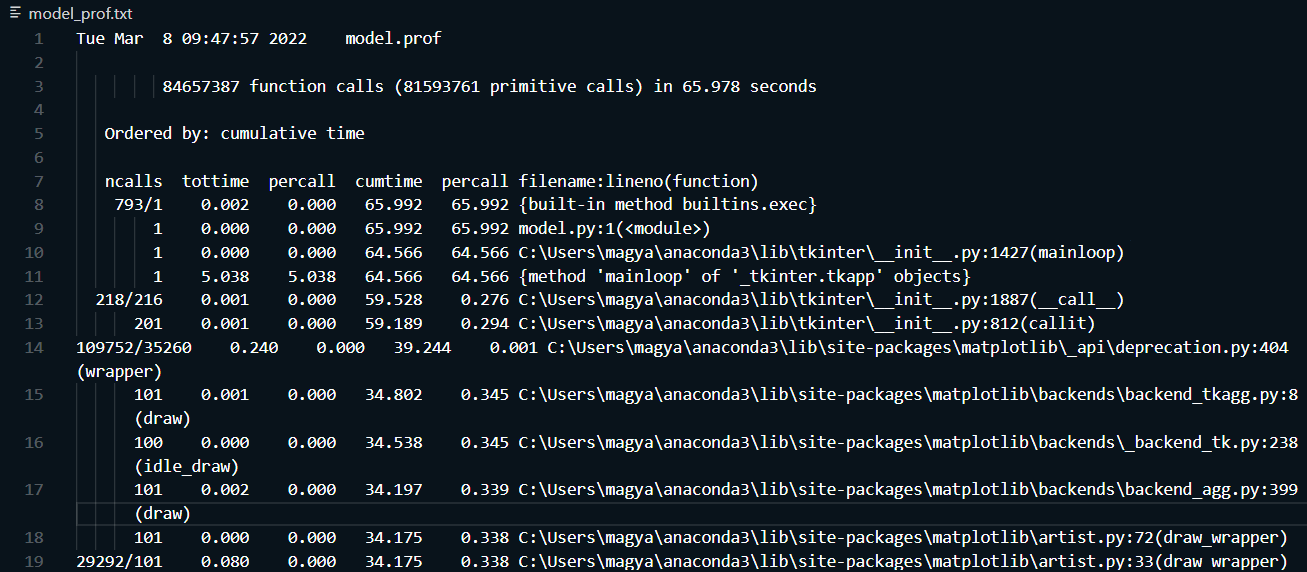 model_prof.txt
1 Tue Mar  8 09:47:57 2022    model.prof
2
3 84657387 function calls (81593761 primitive calls) in 65.978 seconds
4
5 Ordered by: cumulative time
6
7 ncalls  tottime  percall  cumtime  percall filename:lineno(function)
8 793/1    0.002    0.000   65.992   65.992 {built-in method builtins.exec}
9 1    0.000    0.000   65.992   65.992 model.py:1(<module>)
10 1    0.000    0.000   64.566   64.566 C:\Users\magya\anaconda3\lib\tkinter\__init__.py:1427(mainloop)
11 1    5.038    5.038   64.566   64.566 {method 'mainloop' of '_tkinter.tkapp' objects}
12 218/216    0.001    0.000   59.528    0.276 C:\Users\magya\anaconda3\lib\tkinter\__init__.py:1887(__call__)
13 201    0.001    0.000   59.189    0.294 C:\Users\magya\anaconda3\lib\tkinter\__init__.py:812(callit)
14 109752/35260    0.240    0.000   39.244    0.001 C:\Users\magya\anaconda3\lib\site-packages\matplotlib\_api\deprecation.py:404
(wrapper)
15 101    0.001    0.000   34.802    0.345 C:\Users\magya\anaconda3\lib\site-packages\matplotlib\backends\backend_tkagg.py:8
(draw)
16 100    0.000    0.000   34.538    0.345 C:\Users\magya\anaconda3\lib\site-packages\matplotlib\backends\_backend_tk.py:238
(idle_draw)
17 101    0.002    0.000   34.197    0.339 C:\Users\magya\anaconda3\lib\site-packages\matplotlib\backends\backend_agg.py:399
(draw)
18 101    0.000    0.000   34.175    0.338 C:\Users\magya\anaconda3\lib\site-packages\matplotlib\artist.py:72(draw_wrapper)
19 29292/101    0.080    0.000   34.175    0.338 C:\Users\magya\anaconda3\lib\site-packages\matplotlib\artist.py:33(draw_wrapper)